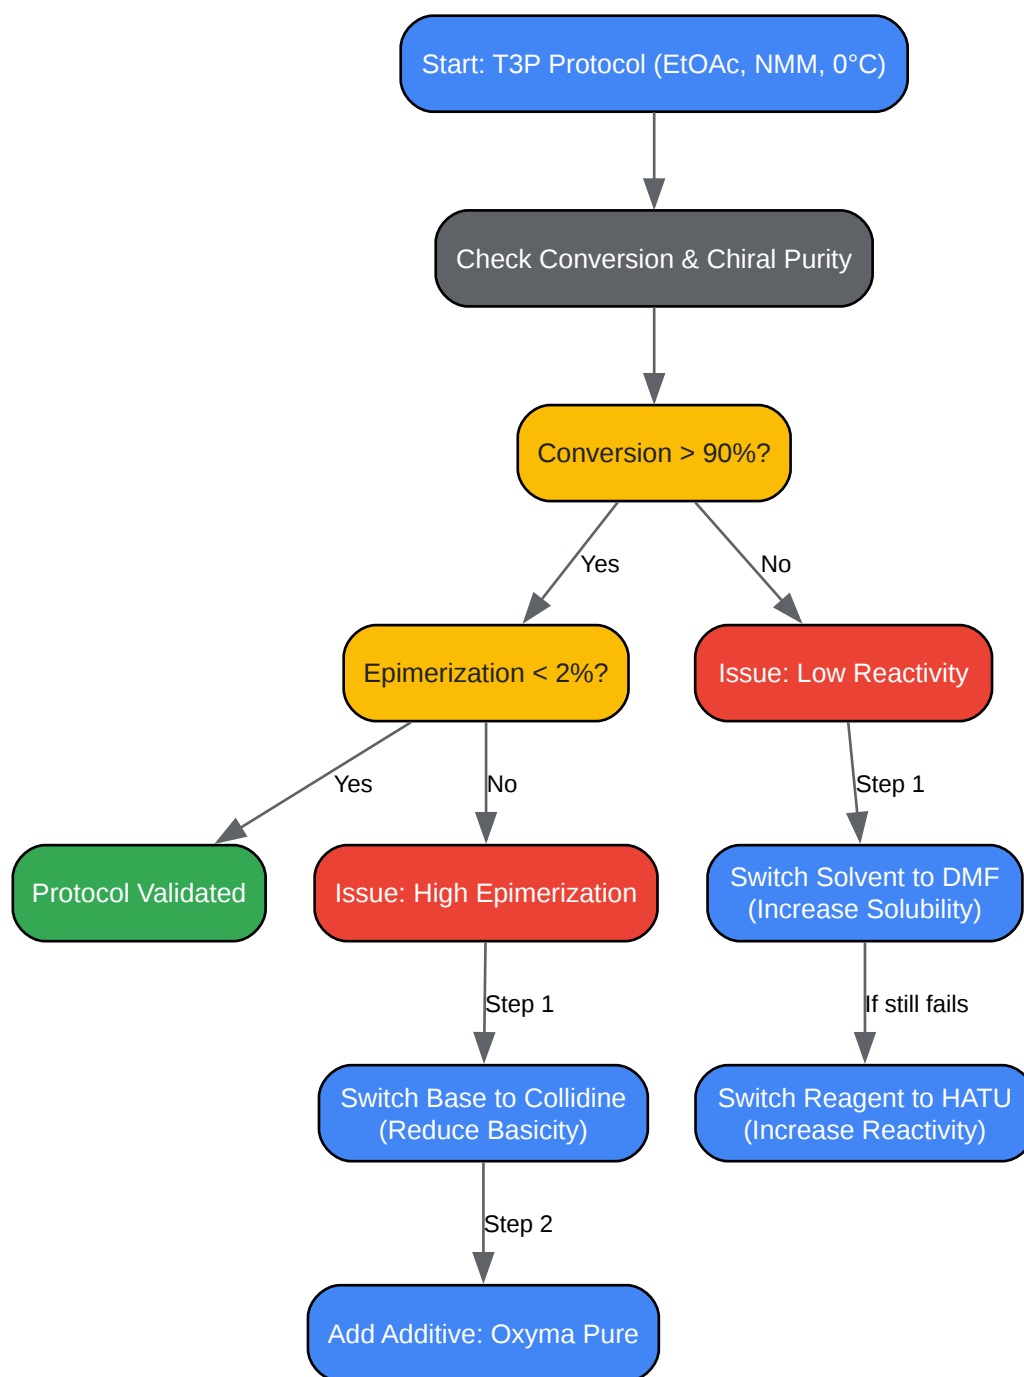 Start: T3P Protocol (EtOAc, NMM, 0°C)
Check Conversion & Chiral Purity
Conversion > 90%?
Yes
No
Epimerization < 2%?
Issue: Low Reactivity
Yes
No
Step 1
Protocol Validated
Issue: High Epimerization
Switch Solvent to DMF
(Increase Solubility)
Step 1
If still fails
Switch Base to Collidine
(Reduce Basicity)
Switch Reagent to HATU
(Increase Reactivity)
Step 2
Add Additive: Oxyma Pure